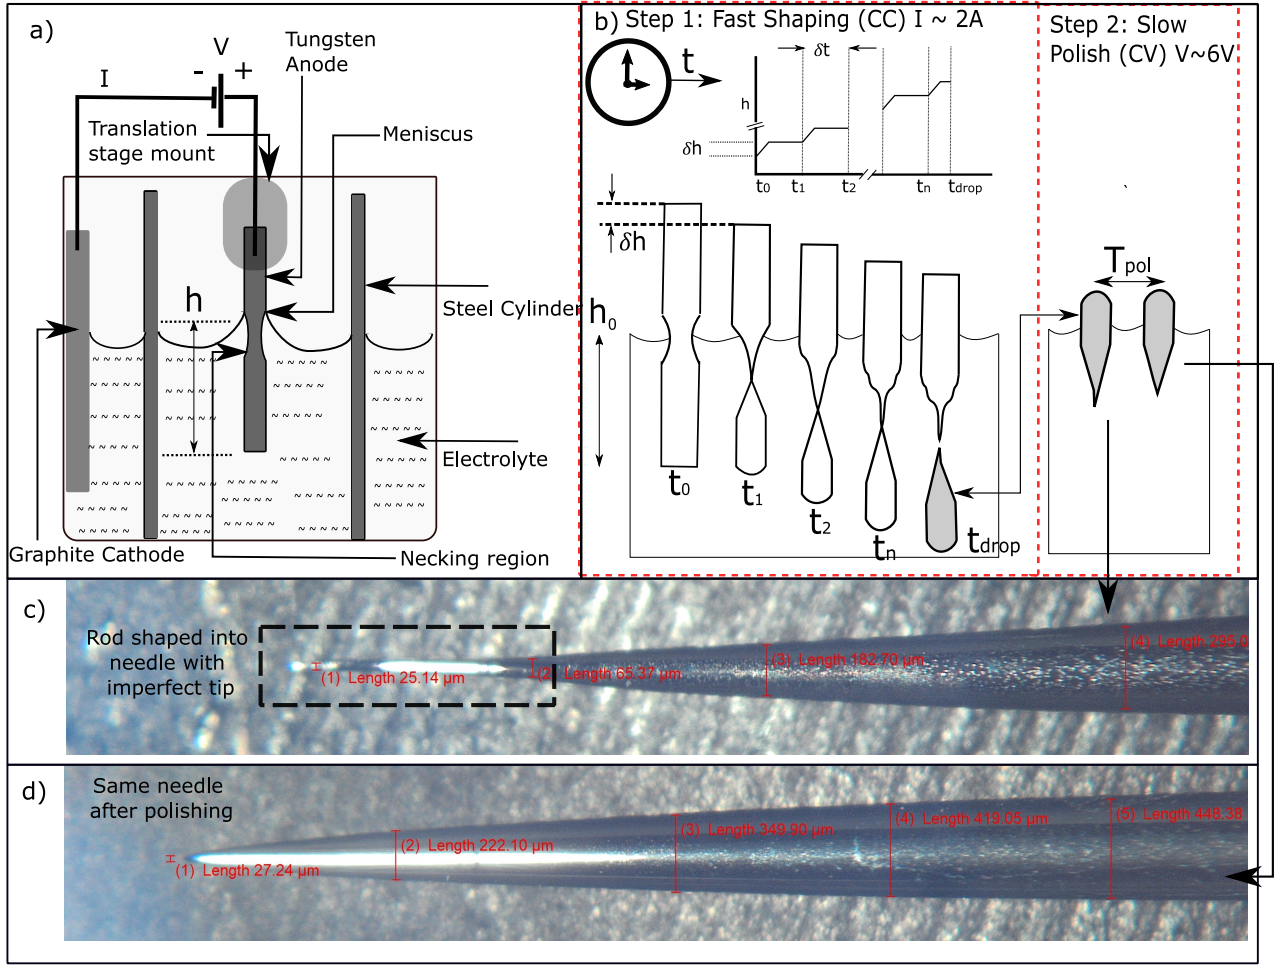 a)
I
V
-
+
Tungsten
Anode
Translation
stage mount
Meniscus
h
Steel Cylinder
Electrolyte
Graphite Cathode
Necking region
b) Step 1: Fast Shaping (CC) I ~ 2A
t
δt
h
δh
t0
t1
t2
tn
tdrop
δh
h0
t0
t1
t2
tn
tdrop
Step 2: Slow
Polish (CV) V~6V
Tpol
c)
Rod shaped into
needle with
imperfect tip
(1) Length 25.14 µm
(2) Length 65.37 µm
(3) Length 182.70 µm
(4) Length 295.0
d)
Same needle
after polishing
(1) Length 27.24 µm
(2) Length 222.10 µm
(3) Length 349.90 µm
(4) Length 419.05 µm
(5) Length 448.38